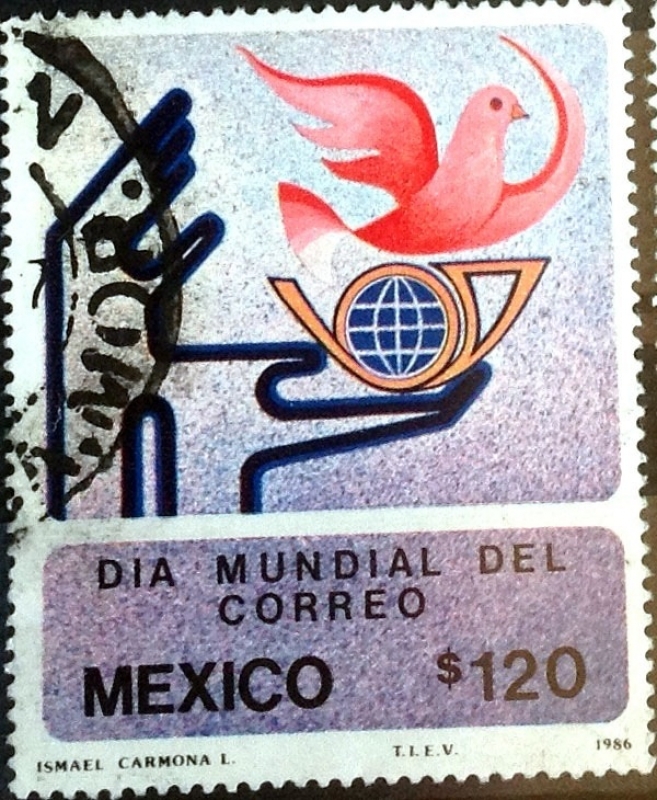 DIA MUNDIAL DEL
CORREO
MEXICO $120
ISMAEL CARMONA L. T.I.E.V. 1986